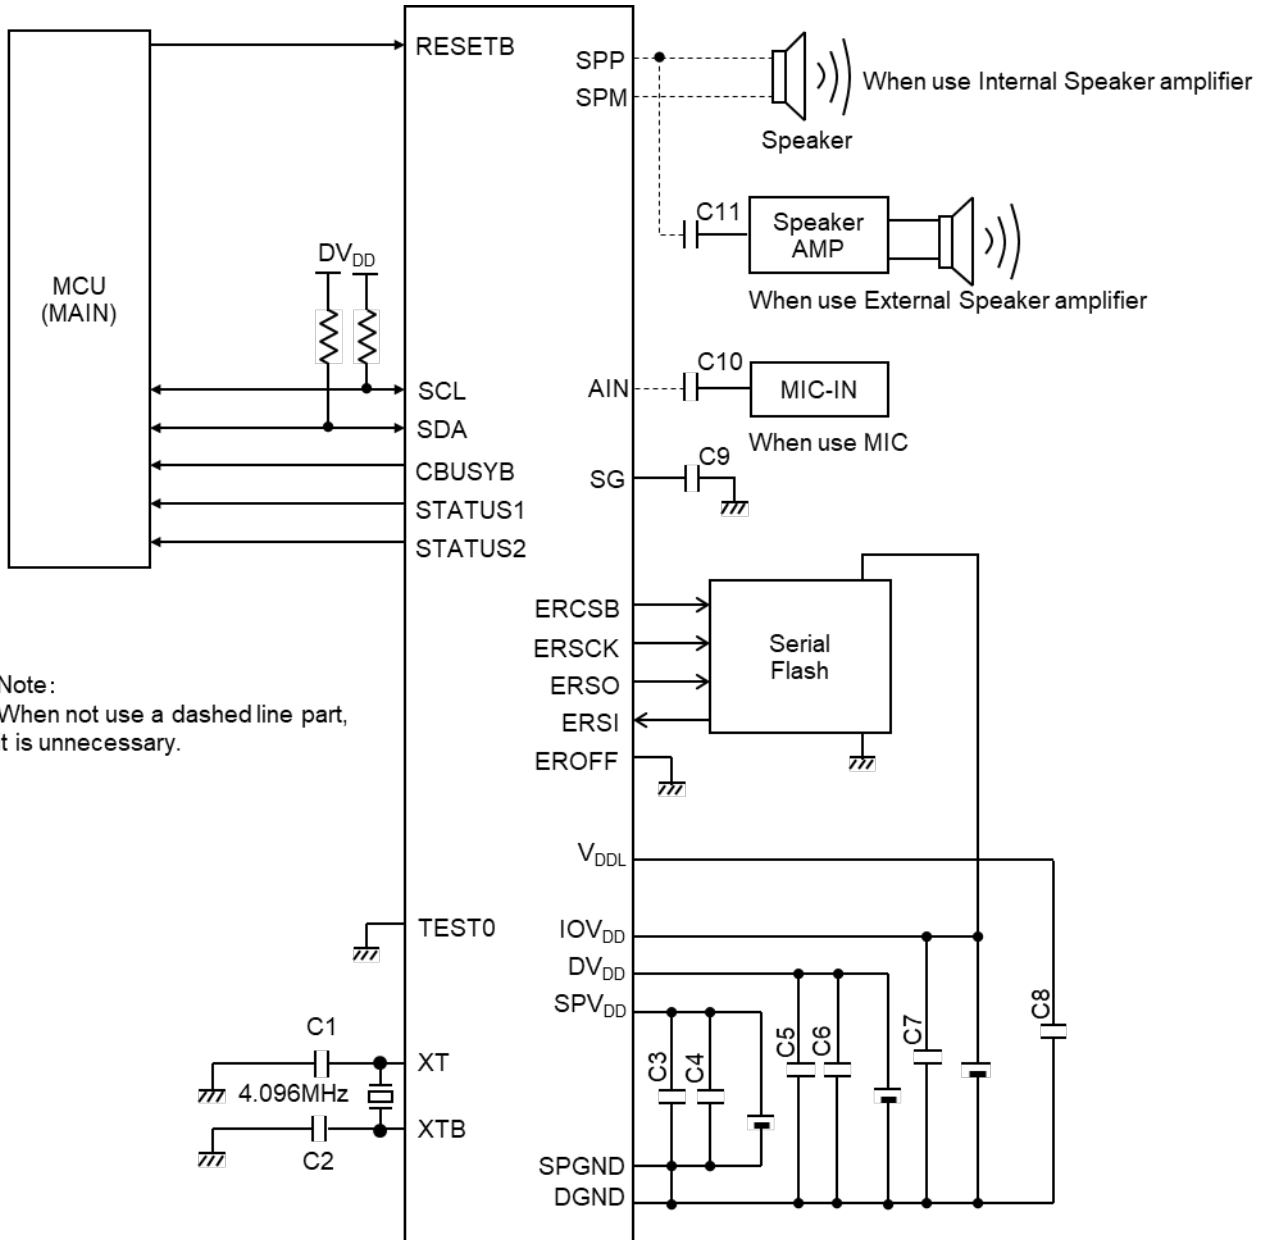 MCU
(MAIN)
DVDD
RESETB
SCL
SDA
CBUSYB
STATUS1
STATUS2
Note:
When not use a dashed line part,
t is unnecessary.
TEST0
C1
XT
4.096MHz
XTB
C2
SPP
SPM
Speaker
When use Internal Speaker amplifier
C11
Speaker
AMP
When use External Speaker amplifier
AIN
C10
MIC-IN
When use MIC
SG
C9
ERCSB
ERSCK
ERSO
ERSI
EROFF
Serial
Flash
VDDL
IOVDD
DVDD
SPVDD
C3
C4
C5
C6
C7
C8
SPGND
DGND